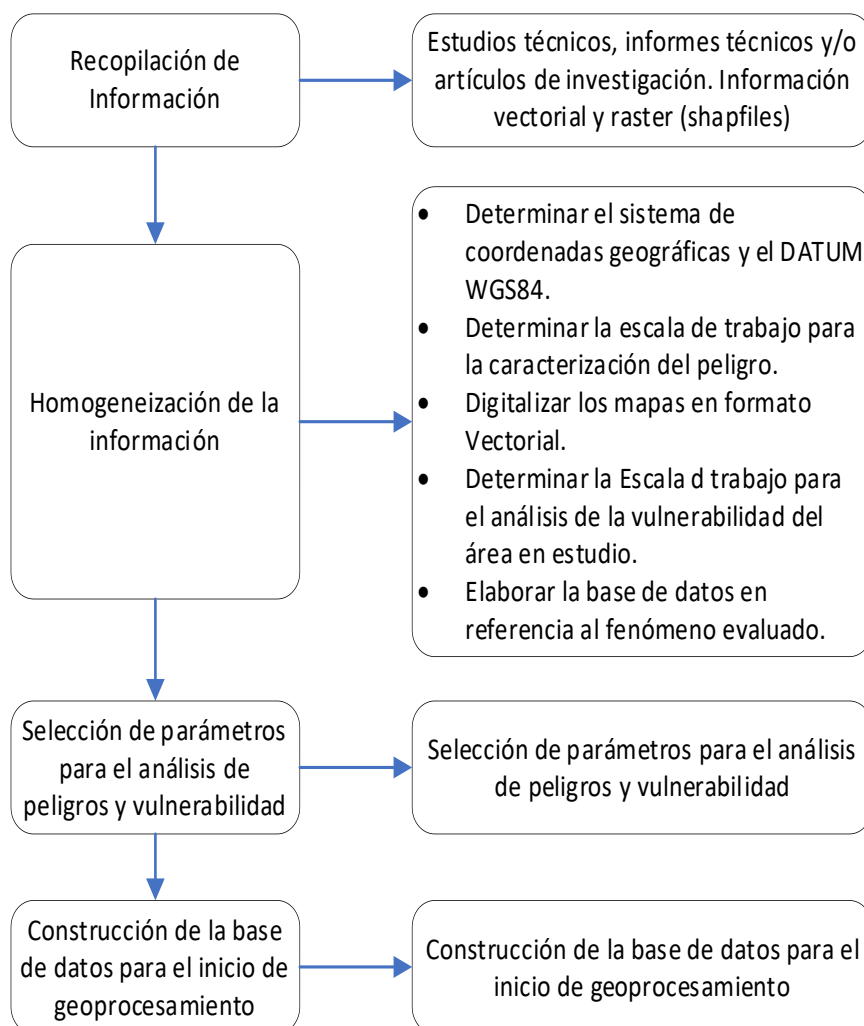 Recopilación de
Información
Estudios técnicos, informes técnicos y/o
artículos de investigación. Información
vectorial y raster (shapfiles)
Homogeneización de la
información
• Determinar el sistema de
coordenadas geográficas y el DATUM
WGS84.
• Determinar la escala de trabajo para
la caracterización del peligro.
• Digitalizar los mapas en formato
Vectorial.
• Determinar la Escala d trabajo para
el análisis de la vulnerabilidad del
área en estudio.
• Elaborar la base de datos en
referencia al fenómeno evaluado.
Selección de parámetros
para el análisis de
peligros y vulnerabilidad
Selección de parámetros para el análisis
de peligros y vulnerabilidad
Construcción de la base
de datos para el inicio de
geoprocesamiento
Construcción de la base de datos para el
inicio de geoprocesamiento